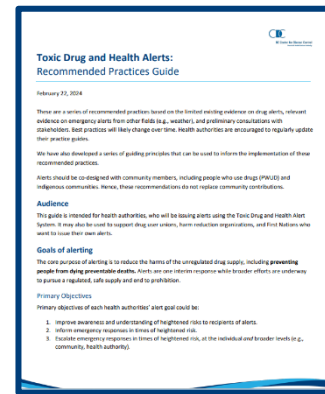 BC Centre for Disease Control
Toxic Drug and Health Alerts:
Recommended Practices Guide
February 22, 2024
These are a series of recommended practices based on the limited existing evidence on drug alerts, relevant
evidence on emergency alerts from other fields (e.g., weather), and preliminary consultations with
stakeholders. Best practices will likely change over time. Health authorities are encouraged to regularly update
their practice guides.
We have also developed a series of guiding principles that can be used to inform the implementation of these
recommended practices.
Alerts should be co-designed with community members, including people who use drugs (PWUD) and
Indigenous communities. Hence, these recommendations do not replace community contributions.
Audience
This guide is intended for health authorities, who will be issuing alerts using the Toxic Drug and Health Alert
System. It may also be used to support drug user unions, harm reduction organizations, and First Nations who
want to issue their own alerts.
Goals of alerting
The core purpose of alerting is to reduce the harms of the unregulated drug supply, including preventing
people from dying preventable deaths. Alerts are one interim response while broader efforts are underway
to pursue a regulated, safe supply and end to prohibition.
Primary Objectives
Primary objectives of each health authorities' alert goal could be:
1. Improve awareness and understanding of heightened risks to recipients of alerts.
2. Inform emergency responses in times of heightened risk.
3. Escalate emergency responses in times of heightened risk, at the individual and broader levels (e.g.,
community, health authority).